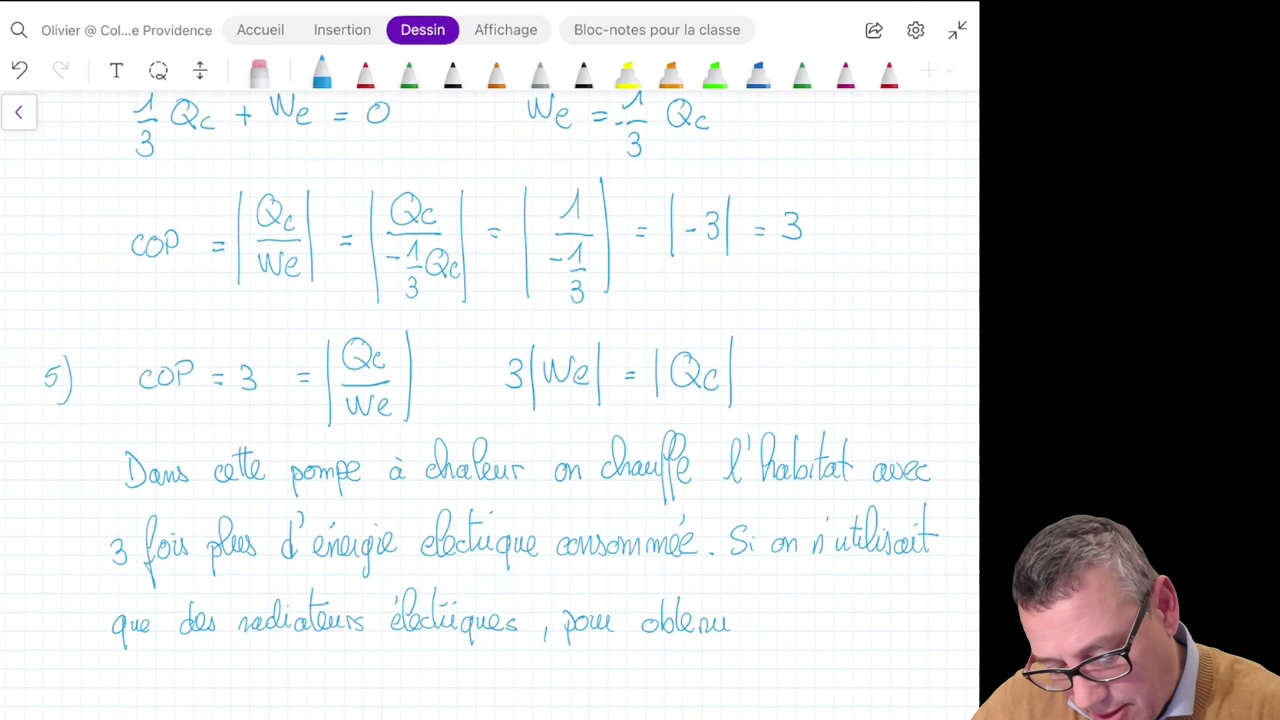 Olivier @ Col...e Providence Accueil Insertion Dessin Affichage Bloc-notes pour la classe
T
1/3 Qc + We = 0 We = -1/3 Qc
COP = |Qc/We| = |Qc/(-1/3 Qc)| = |1/(-1/3)| = |-3| = 3
5) COP = 3 = |Qc/We| 3|We| = |Qc|
Dans cette pompe à chaleur on chauffe l'habitat avec
3 fois plus d'énergie electrique consommée. Si on n'utilisait
que des radiateurs électriques, pour obtenir